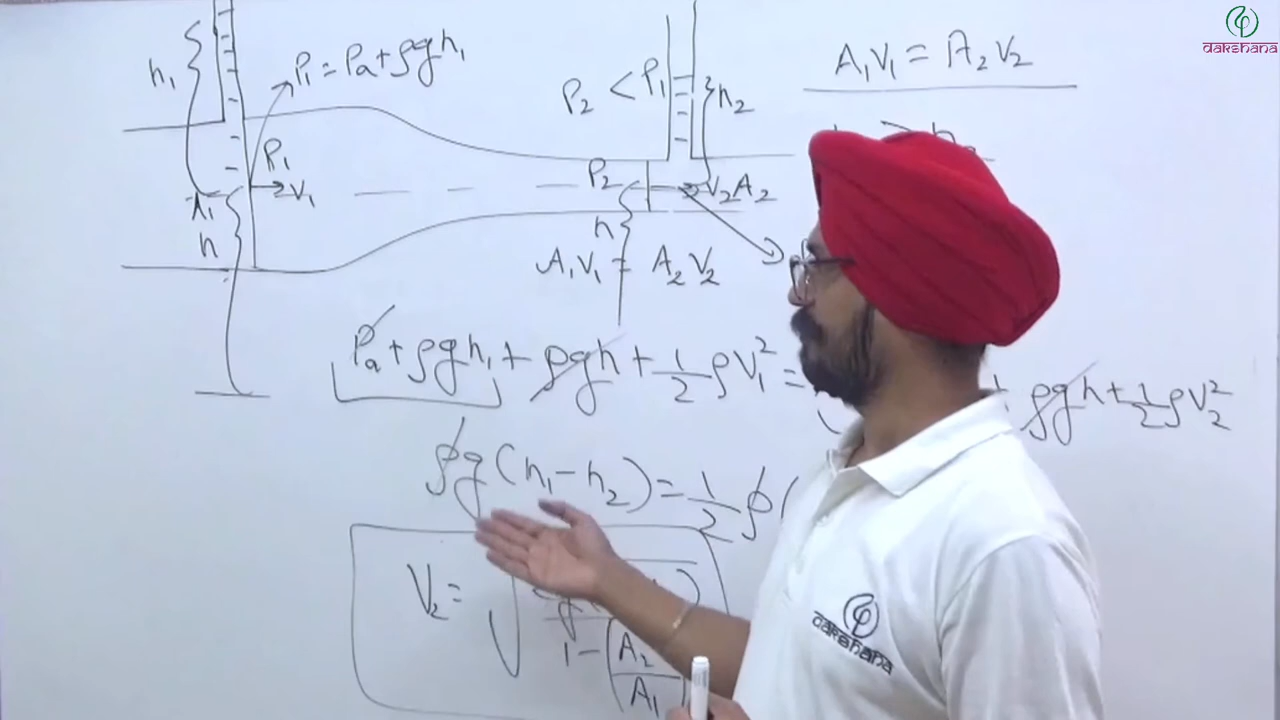 dakshana
h₁
P₁ = Pa + ρgh₁
P₂ < P₁
h₂
A₁V₁ = A₂V₂
P₁
V₁
A₁
h
P₂
V₂ A₂
h
A₁V₁ = A₂V₂
Pa + ρgh₁ + ρgh + 1/2 ρV₁² =
ρgh + 1/2 ρV₂²
ρg(h₁ - h₂) = 1/2 ρ(
V₂ = √
1 - (A₂/A₁
dakshana